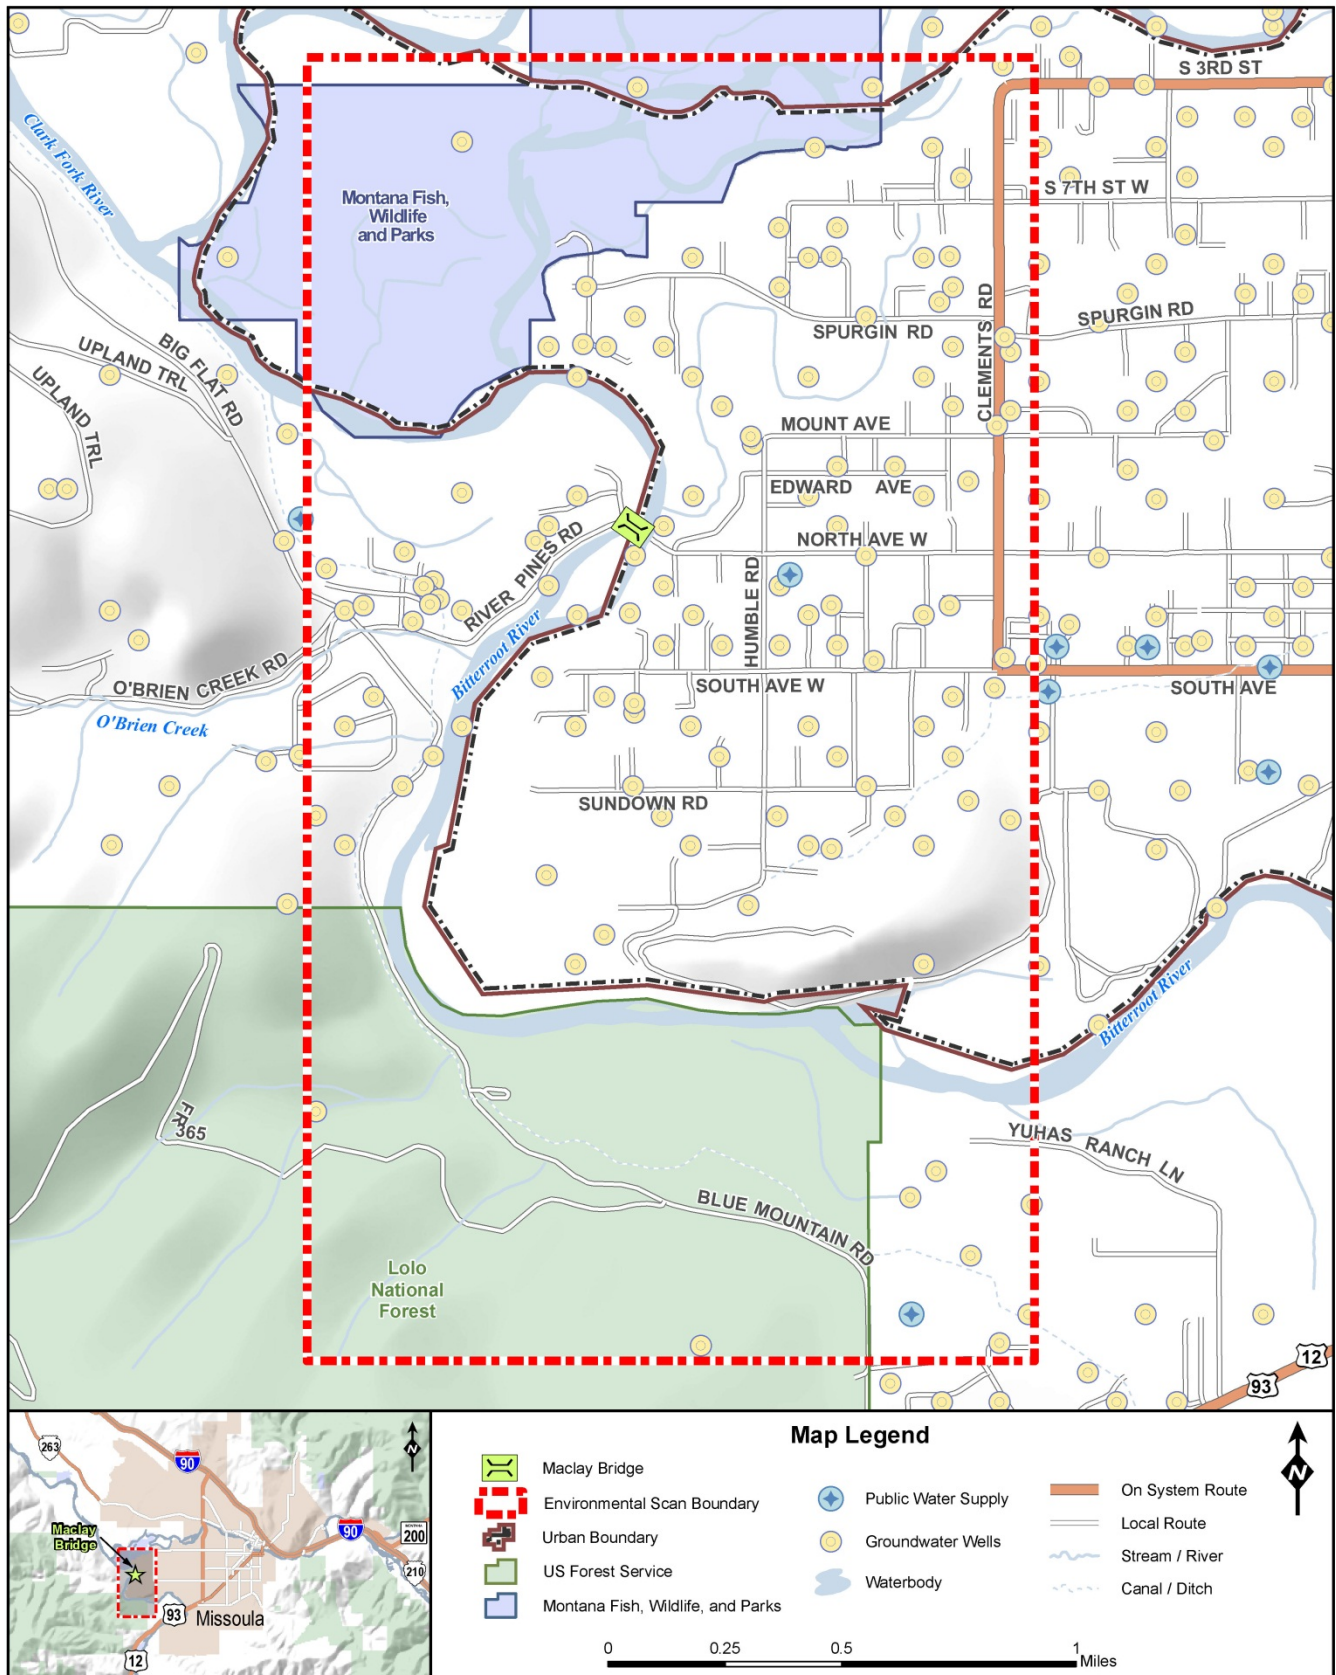 S 3RD ST
Clark Fork River
Montana Fish,
Wildlife
and Parks
S 7TH ST W
CLEMENTS RD
SPURGIN RD
SPURGIN RD
BIG FLAT RD
UPLAND TRL
UPLAND TRL
MOUNT AVE
EDWARD AVE
NORTH AVE W
RIVER PINES RD
HUMBLE RD
Bitterroot River
O'BRIEN CREEK RD
SOUTH AVE W
SOUTH AVE
O'Brien Creek
SUNDOWN RD
Bitterroot River
FR 365
YUHAS RANCH LN
BLUE MOUNTAIN RD
Lolo
National
Forest
12
93
263
90
N
90
MONTANA
200
210
Maclay
Bridge
93
Missoula
12
Map Legend
Maclay Bridge
Environmental Scan Boundary
Urban Boundary
US Forest Service
Montana Fish, Wildlife, and Parks
Public Water Supply
Groundwater Wells
Waterbody
On System Route
Local Route
Stream / River
Canal / Ditch
N
0 0.25 0.5 1
Miles